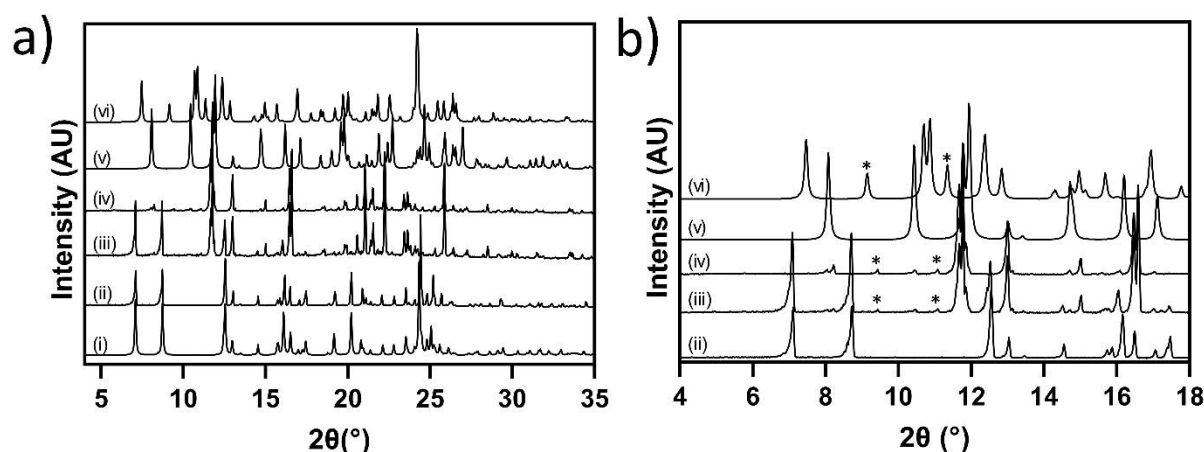 a)
Intensity (AU)
(vi)
(v)
(iv)
(iii)
(ii)
(i)
5 10 15 20 25 30 35
2θ(°)
b)
Intensity (AU)
(vi)
* *
(v)
(iv)
* *
(iii)
* *
(ii)
4 6 8 10 12 14 16 18
2θ (°)